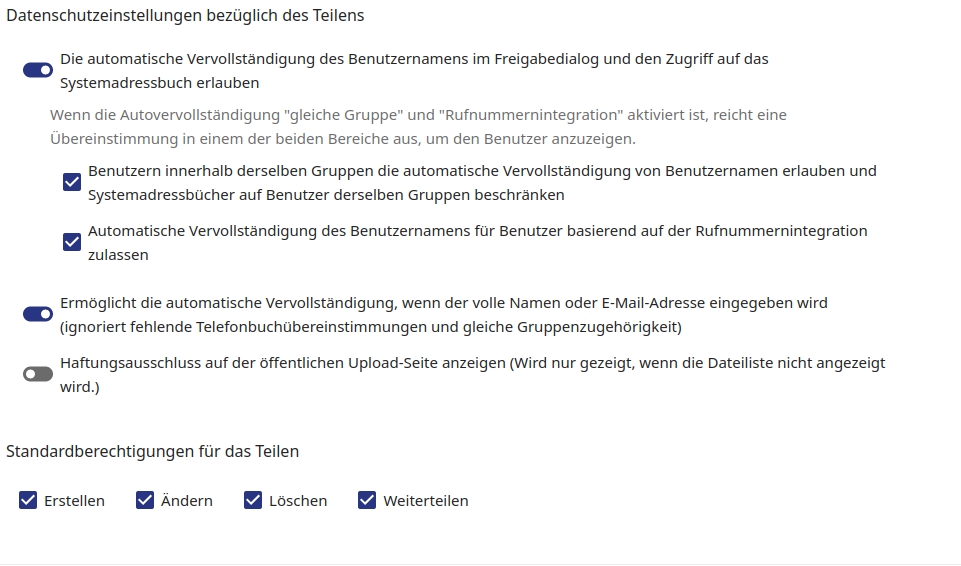 Datenschutzeinstellungen bezüglich des Teilens
Die automatische Vervollständigung des Benutzernamens im Freigabedialog und den Zugriff auf das
Systemadressbuch erlauben
Wenn die Autovervollständigung "gleiche Gruppe" und "Rufnummernintegration" aktiviert ist, reicht eine
Übereinstimmung in einem der beiden Bereiche aus, um den Benutzer anzuzeigen.
Benutzern innerhalb derselben Gruppen die automatische Vervollständigung von Benutzernamen erlauben und
Systemadressbücher auf Benutzer derselben Gruppen beschränken
Automatische Vervollständigung des Benutzernamens für Benutzer basierend auf der Rufnummernintegration
zulassen
Ermöglicht die automatische Vervollständigung, wenn der volle Namen oder E-Mail-Adresse eingegeben wird
(ignoriert fehlende Telefonbuchübereinstimmungen und gleiche Gruppenzugehörigkeit)
Haftungsausschluss auf der öffentlichen Upload-Seite anzeigen (Wird nur gezeigt, wenn die Dateiliste nicht angezeigt
wird.)
Standardberechtigungen für das Teilen
Erstellen Ändern Löschen Weiterteilen